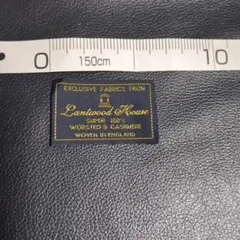 0 150cm 10
EXCLUSIVE FABRICS FROM
Lantwood House
SUPER 100's
WORSTED & CASHMERE
WOVEN IN ENGLAND